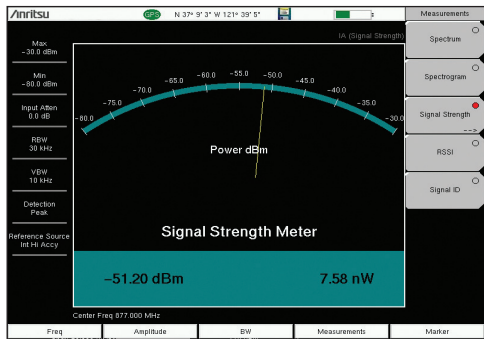 Anritsu
GPS N 37° 9' 3" W 121° 39' 5"
Measurements
IA (Signal Strength)
Max
-30.0 dBm
Min
-80.0 dBm
Input Atten
0.0 dB
RBW
30 kHz
VBW
10 kHz
Detection
Peak
Reference Source
Int Hi Accy
-80.0
-75.0
-70.0
-65.0
-60.0
-55.0
-50.0
-45.0
-40.0
-35.0
-30.0
Power dBm
Signal Strength Meter
-51.20 dBm 7.58 nW
Center Freq 877.000 MHz
Spectrum
Spectrogram
Signal Strength
-->
RSSI
Signal ID
Freq Amplitude BW Measurements Marker